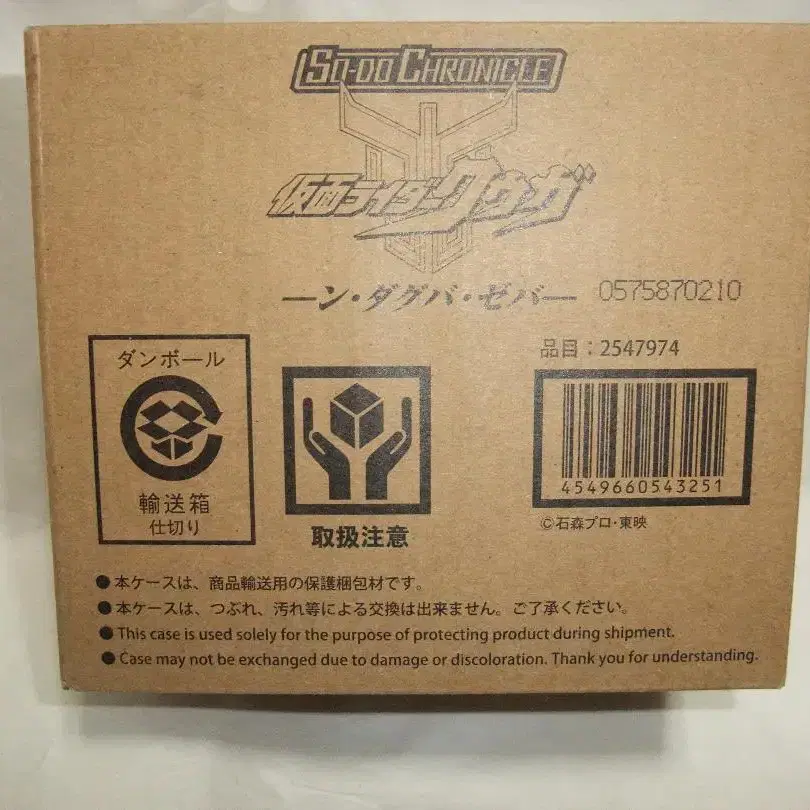 SO-DO CHRONICLE
仮面ライダークウガ
ーン・ダグバ・ゼバー
0575870210
品目：2547974
ダンボール
輸送箱
仕切り
取扱注意
4549660543251
©石森プロ・東映
●本ケースは、商品輸送用の保護梱包材です。
●本ケースは、つぶれ、汚れ等による交換は出来ません。ご了承ください。
●This case is used solely for the purpose of protecting product during shipment.
●Case may not be exchanged due to damage or discoloration. Thank you for understanding.